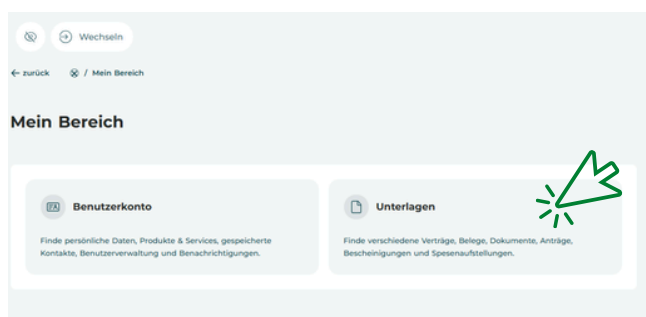 Wechseln
← zurück / Mein Bereich
Mein Bereich
Benutzerkonto
Finde persönliche Daten, Produkte & Services, gespeicherte
Kontakte, Benutzerverwaltung und Benachrichtigungen.
Unterlagen
Finde verschiedene Verträge, Belege, Dokumente, Anträge,
Bescheinigungen und Spesenaufstellungen.